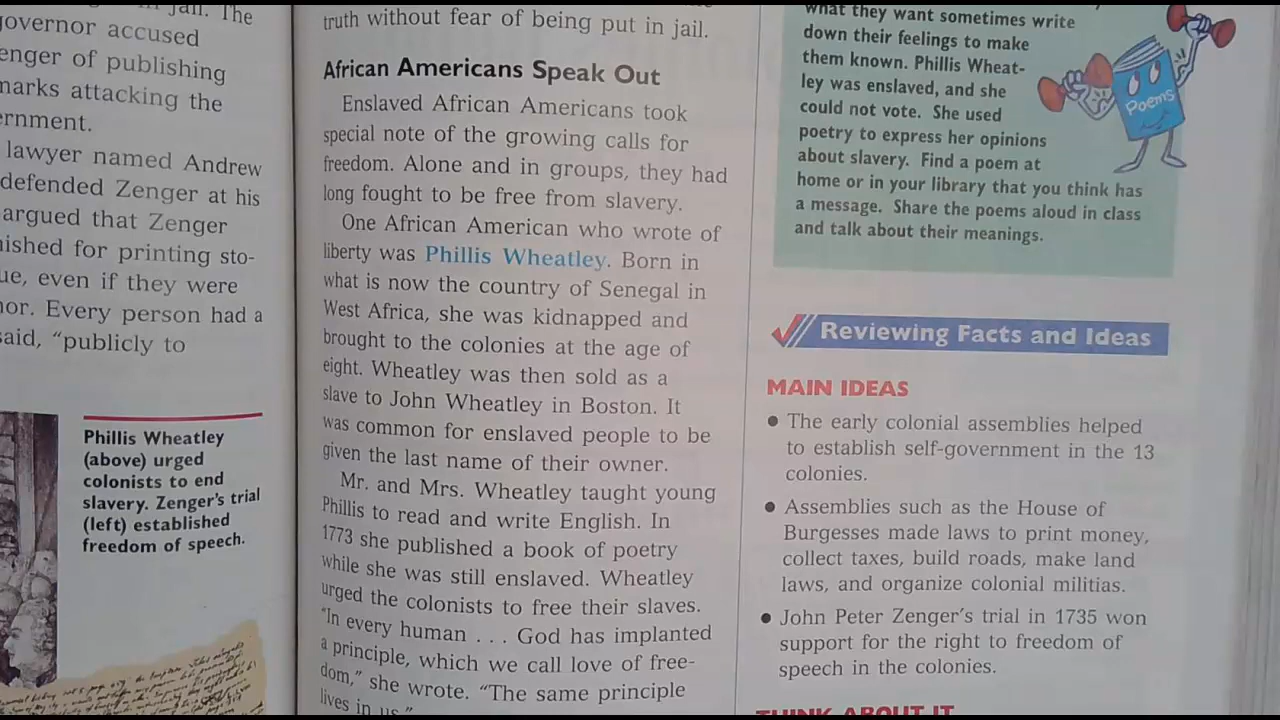 in jail. The
governor accused
enger of publishing
marks attacking the
ernment.
lawyer named Andrew
defended Zenger at his
argued that Zenger
nished for printing sto-
ue, even if they were
nor. Every person had a
said, "publicly to
Phillis Wheatley
(above) urged
colonists to end
slavery. Zenger's trial
(left) established
freedom of speech.
truth without fear of being put in jail.
African Americans Speak Out
Enslaved African Americans took
special note of the growing calls for
freedom. Alone and in groups, they had
long fought to be free from slavery.
One African American who wrote of
liberty was Phillis Wheatley. Born in
what is now the country of Senegal in
West Africa, she was kidnapped and
brought to the colonies at the age of
eight. Wheatley was then sold as a
slave to John Wheatley in Boston. It
was common for enslaved people to be
given the last name of their owner.
Mr. and Mrs. Wheatley taught young
Phillis to read and write English. In
1773 she published a book of poetry
while she was still enslaved. Wheatley
urged the colonists to free their slaves.
"In every human . . . God has implanted
a principle, which we call love of free-
dom," she wrote. "The same principle
lives in us."
what they want sometimes write
down their feelings to make
them known. Phillis Wheat-
ley was enslaved, and she
could not vote. She used
poetry to express her opinions
about slavery. Find a poem at
home or in your library that you think has
a message. Share the poems aloud in class
and talk about their meanings.
Poems
Reviewing Facts and Ideas
MAIN IDEAS
● The early colonial assemblies helped
to establish self-government in the 13
colonies.
● Assemblies such as the House of
Burgesses made laws to print money,
collect taxes, build roads, make land
laws, and organize colonial militias.
● John Peter Zenger's trial in 1735 won
support for the right to freedom of
speech in the colonies.
THINK ABOUT IT